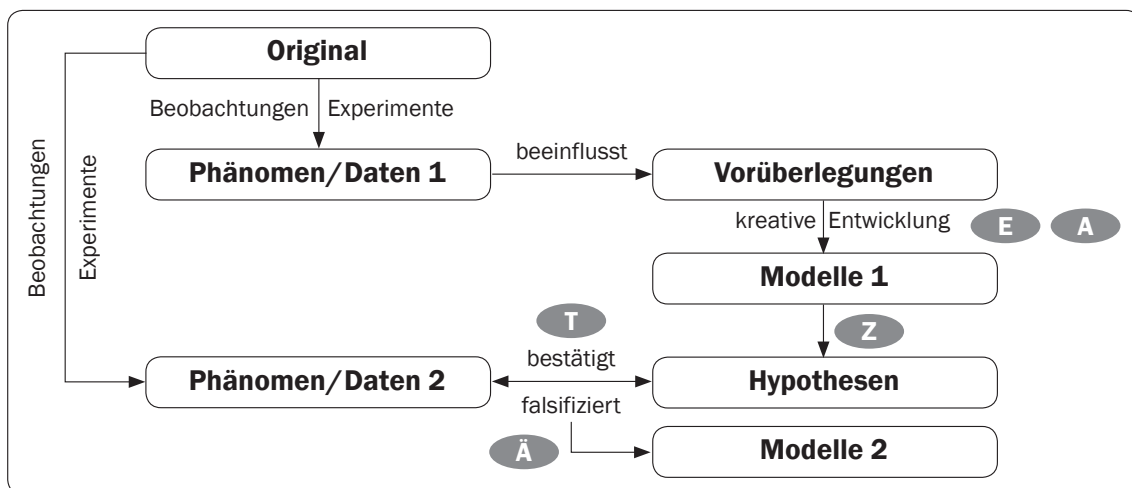 Original
Beobachtungen Experimente
Phänomen/Daten 1
beeinflusst
Vorüberlegungen
kreative Entwicklung
E
A
Modelle 1
Z
Beobachtungen
Experimente
Phänomen/Daten 2
T
bestätigt
falsifiziert
Hypothesen
Ä
Modelle 2